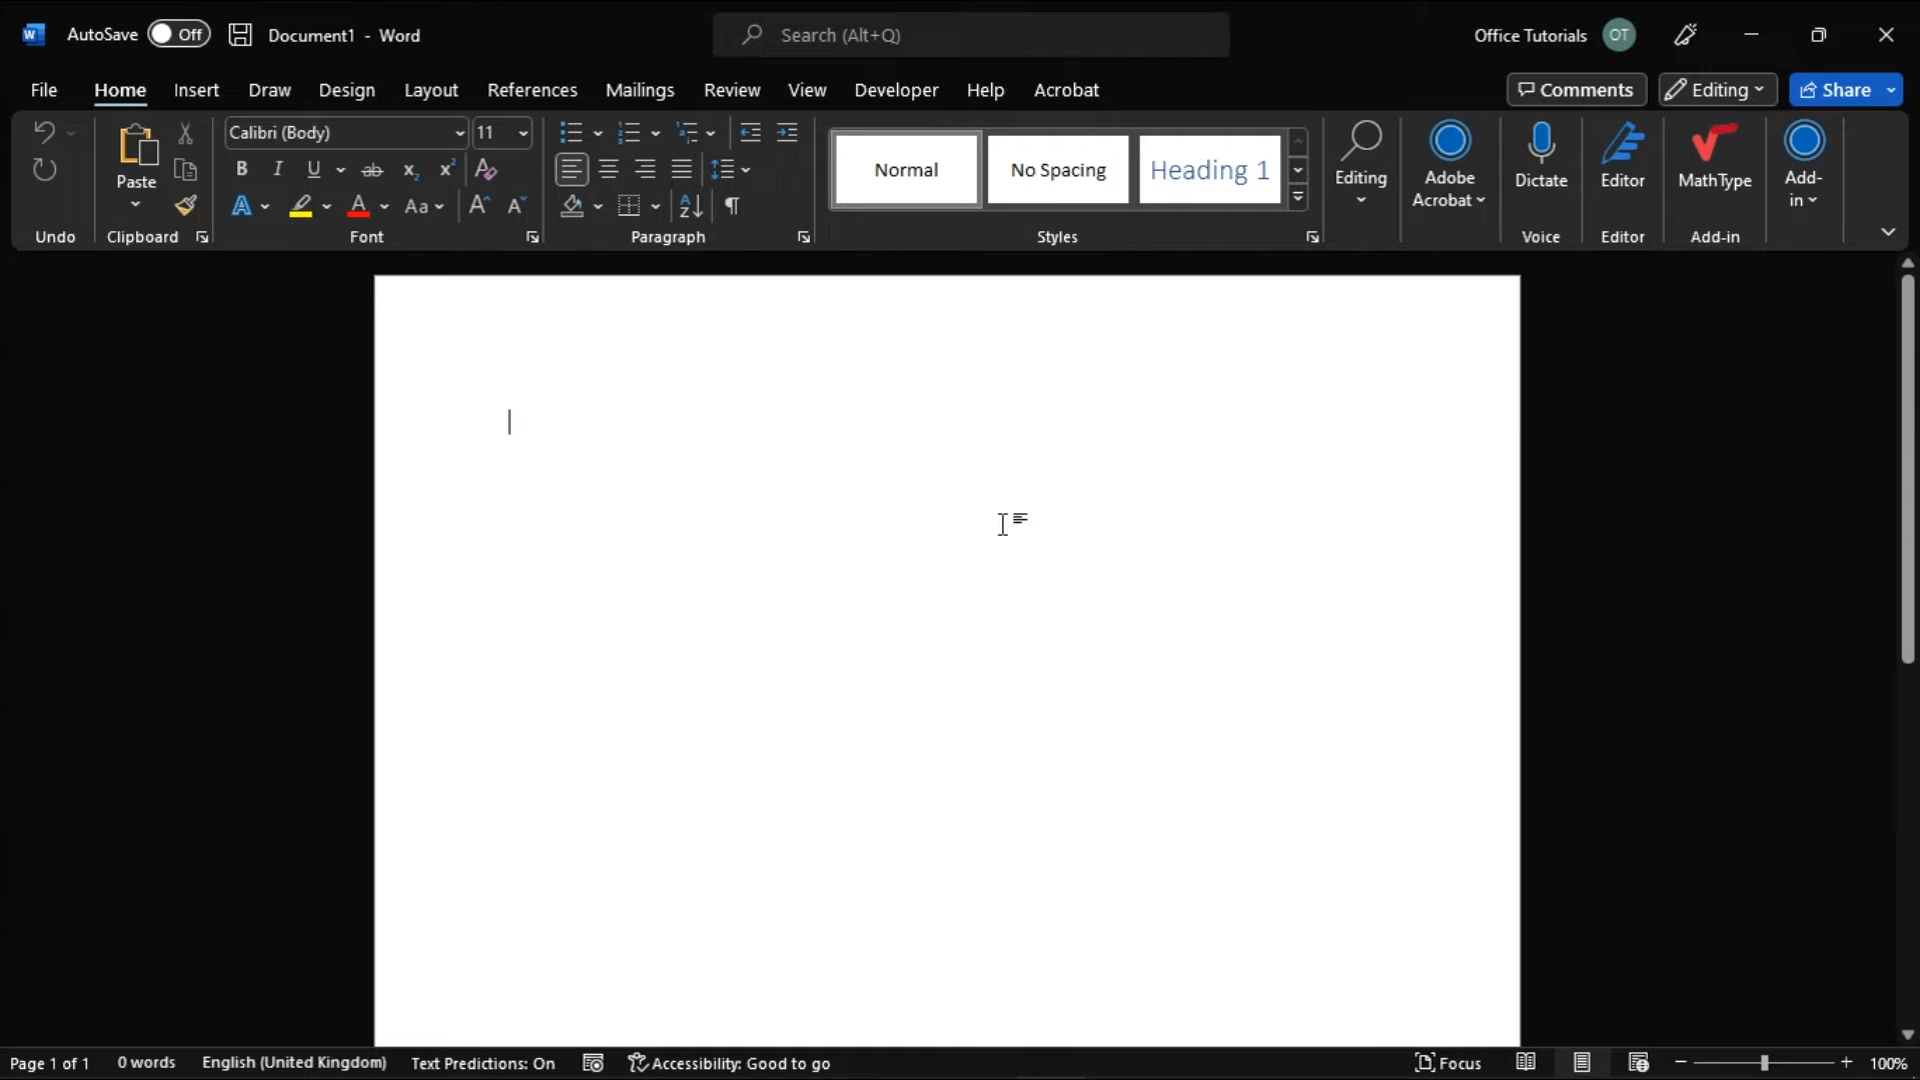 AutoSave Off Document1 - Word Search (Alt+Q) Office Tutorials OT
File Home Insert Draw Design Layout References Mailings Review View Developer Help Acrobat Comments Editing Share
Calibri (Body) 11
Paste
Normal No Spacing Heading 1
Editing
Adobe
Acrobat
Dictate
Editor
MathType
Add-
in
Undo Clipboard Font Paragraph Styles Voice Editor Add-in
Page 1 of 1 0 words English (United Kingdom) Text Predictions: On Accessibility: Good to go Focus 100%